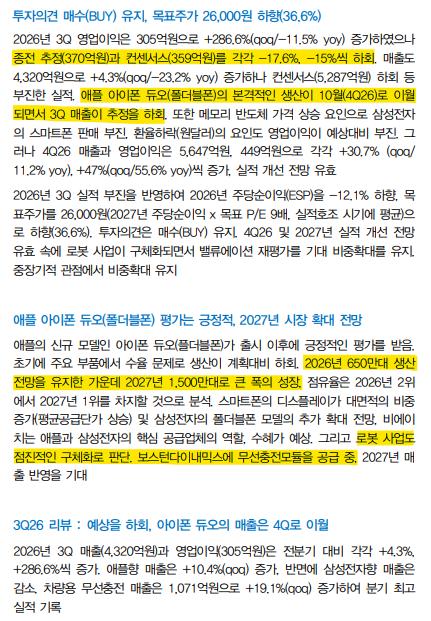 투자의견 매수(BUY) 유지, 목표주가 26,000원 하향(36.6%)
2026년 3Q 영업이익은 305억원으로 +286.6%(qoq/-11.5% yoy) 증가하였으나
종전 추정(370억원)과 컨센서스(359억원)를 각각 -17.6%, -15%씩 하회. 매출도
4,320억원으로 +4.3%(qoq/-23.2% yoy) 증가하나 컨센서스(5,287억원) 하회 등
부진한 실적. 애플 아이폰 듀오(폴더블폰)의 본격적인 생산이 10월(4Q26)로 이월
되면서 3Q 매출이 추정을 하회. 또한 메모리 반도체 가격 상승 요인으로 삼성전자
의 스마트폰 판매 부진, 환율하락(원달러)의 요인도 영업이익이 예상대비 부진. 그
러나 4Q26 매출과 영업이익은 5,647억원, 449억원으로 각각 +30.7% (qoq/
11.2% yoy), +47%(qoq/55.6% yoy)씩 증가, 실적 개선 전망 유효
2026년 3Q 실적 부진을 반영하여 2026년 주당순이익(ESP)을 -12.1% 하향, 목
표주가를 26,000원(2027년 주당순이익 x 목표 P/E 9배, 실적호조 시기에 평균)으
로 하향(36.6%), 투자의견은 매수(BUY) 유지. 4Q26 및 2027년 실적 개선 전망
유효 속에 로봇 사업이 구체화되면서 밸류에이션 재평가를 기대 비중확대를 유지.
중장기적 관점에서 비중확대 유지
애플 아이폰 듀오(폴더블폰) 평가는 긍정적, 2027년 시장 확대 전망
애플의 신규 모델인 아이폰 듀오(플더블폰)가 출시 이후에 긍정적인 평가를 받음.
초기에 주요 부품에서 수율 문제로 생산이 계획대비 하회, 2026년 650만대 생산
전망을 유지한 가운데 2027년 1,500만대로 큰 폭의 성장, 점유율은 2026년 2위
에서 2027년 1위를 차지할 것으로 분석. 스마트폰의 디스플레이가 대면적의 비중
증가(평균공급단가 상승) 및 삼성전자의 폴더블폰 모델의 추가 확대 전망, 비에이
치는 애플과 삼성전자의 핵심 공급업체의 역할, 수혜가 예상. 그리고 로봇 사업도
점진적인 구체화로 판단. 보스턴다이내믹스에 무선충전모듈을 공급 중, 2027년 매
출 반영을 기대
3Q26 리뷰 : 예상을 하회, 아이폰 듀오의 매출은 4Q로 이월
2026년 3Q 매출(4,320억원)과 영업이익(305억원)은 전분기 대비 각각 +4.3%,
+286.6%씩 증가. 애플향 매출은 +10.4%(qoq) 증가, 반면에 삼성전자향 매출은
감소, 차량용 무선충전 매출은 1,071억원으로 +19.1%(qoq) 증가하여 분기 최고
실적 기록